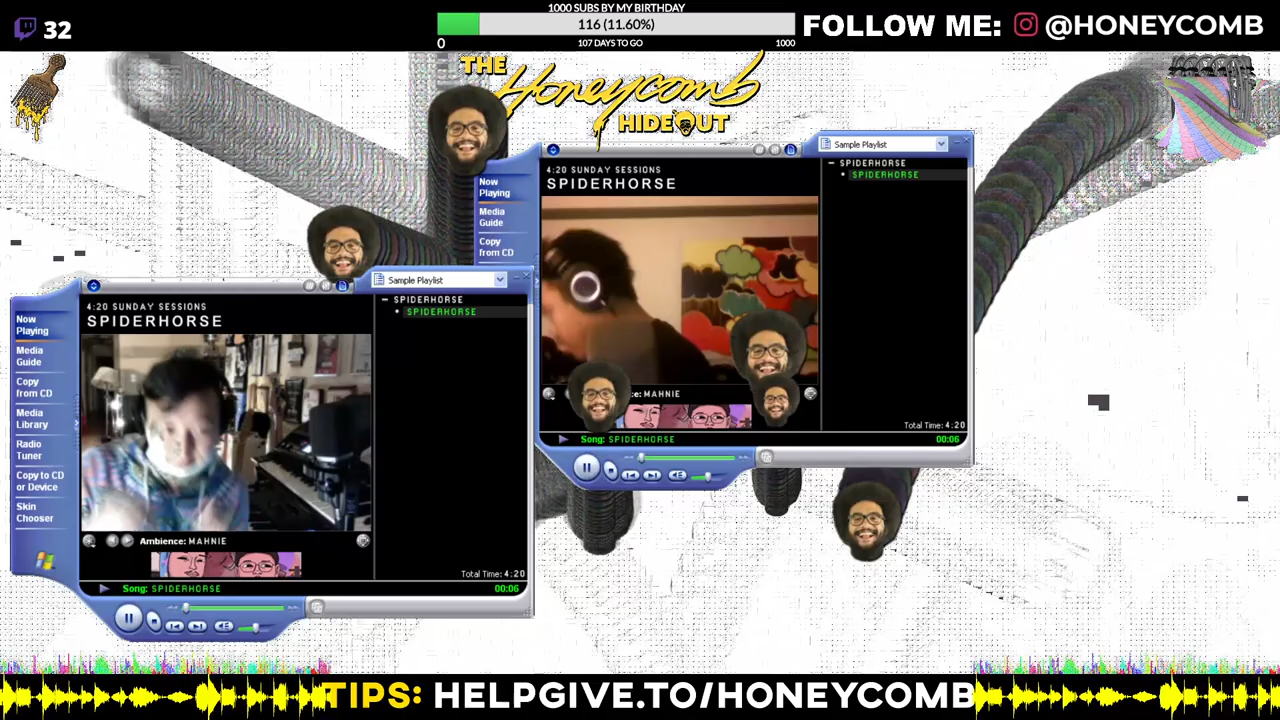 32
1000 SUBS BY MY BIRTHDAY
116 (11.60%)
0
107 DAYS TO GO
1000
FOLLOW ME: @HONEYCOMB
THE
Honeycomb
HIDEOUT
Sample Playlist
4:20 SUNDAY SESSIONS
SPIDERHORSE
SPIDERHORSE
SPIDERHORSE
Now
Playing
Media
Guide
Copy
from CD
MAHNIE
Total Time: 4:20
Song: SPIDERHORSE
00:06
Sample Playlist
4:20 SUNDAY SESSIONS
SPIDERHORSE
SPIDERHORSE
SPIDERHORSE
Now
Playing
Media
Guide
Copy
from CD
Media
Library
Radio
Tuner
Copy to CD
or Device
Skin
Chooser
Ambience: MAHNIE
Total Time: 4:20
Song: SPIDERHORSE
00:06
TIPS: HELPGIVE.TO/HONEYCOMB